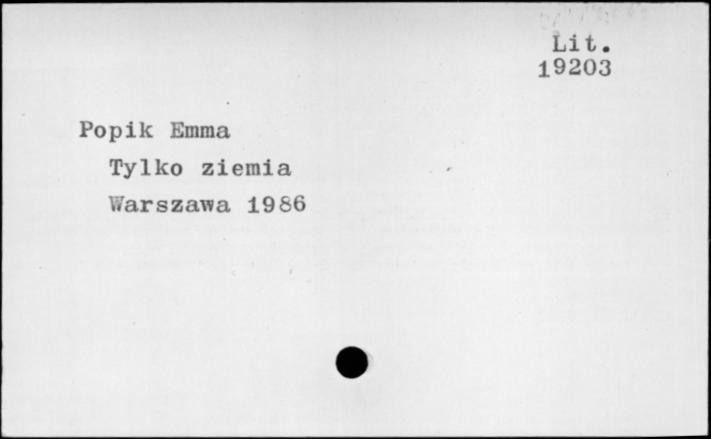 Lit.
19203
Popik Emma
Tylko ziemia
Warszawa 1986